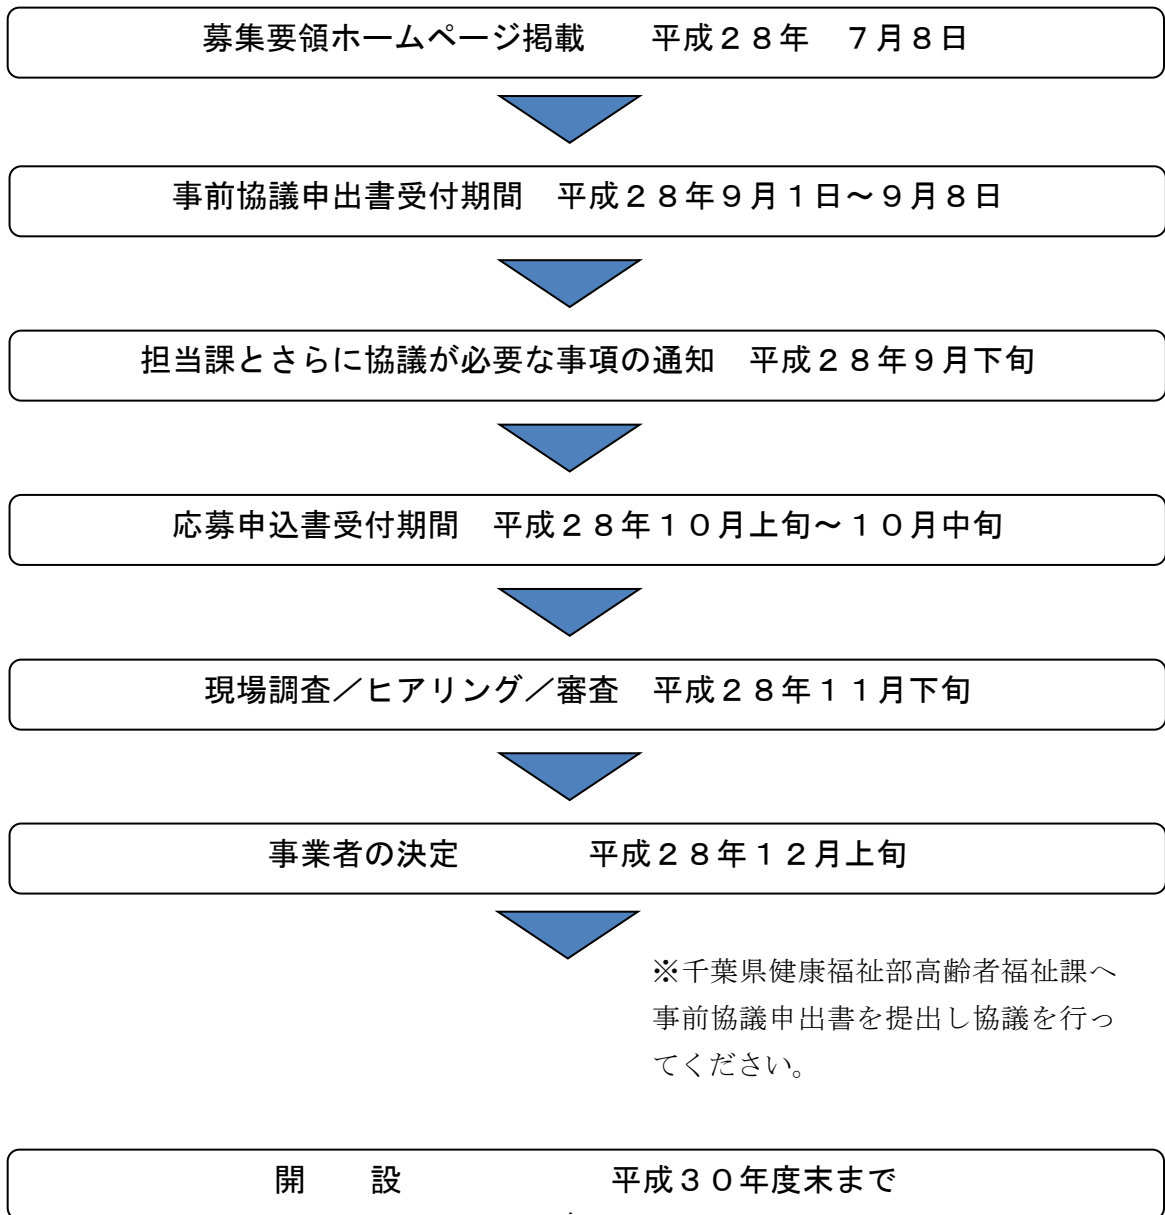 募集要領ホームページ掲載　　平成２８年　７月８日
事前協議申出書受付期間　平成２８年９月１日～９月８日
担当課とさらに協議が必要な事項の通知　平成２８年９月下旬
応募申込書受付期間　平成２８年１０月上旬～１０月中旬
現場調査／ヒアリング／審査　平成２８年１１月下旬
事業者の決定　　　　平成２８年１２月上旬
※千葉県健康福祉部高齢者福祉課へ
事前協議申出書を提出し協議を行っ
てください。
開　　設　　　　　　　平成３０年度末まで